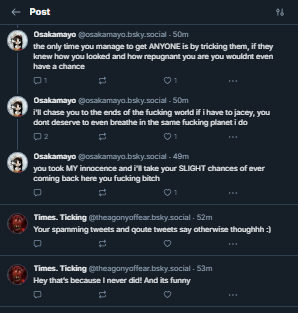 Post
Osakamayo @osakamayo.bsky.social · 50m
the only time you manage to get ANYONE is by tricking them, if they
knew how you looked and how repugnant you are you wouldnt even
have a chance
1 1
Osakamayo @osakamayo.bsky.social · 50m
i'll chase you to the ends of the fucking world if i have to jacey, you
dont deserve to even breathe in the same fucking planet i do
2 1
Osakamayo @osakamayo.bsky.social · 49m
you took MY innocence and i'll take your SLIGHT chances of ever
coming back here you fucking bitch
1
Times. Ticking @theagonyoffear.bsky.social · 52m
Your spamming tweets and qoute tweets say otherwise thoughhh :)
Times. Ticking @theagonyoffear.bsky.social · 53m
Hey that's because I never did! And its funny